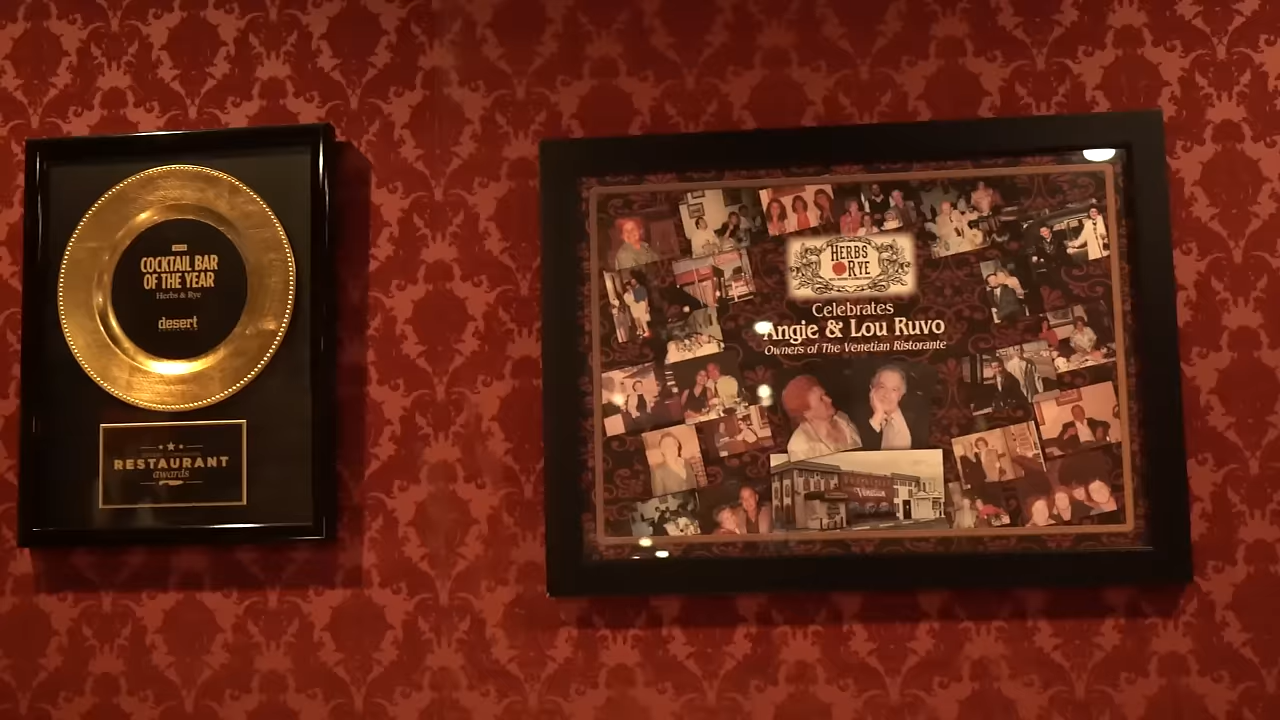 COCKTAIL BAR
OF THE YEAR
Herbs & Rye
desert
RESTAURANT
awards
HERBS
& RYE
Celebrates
Angie & Lou Ruvo
Owners of The Venetian Ristorante
Venetian